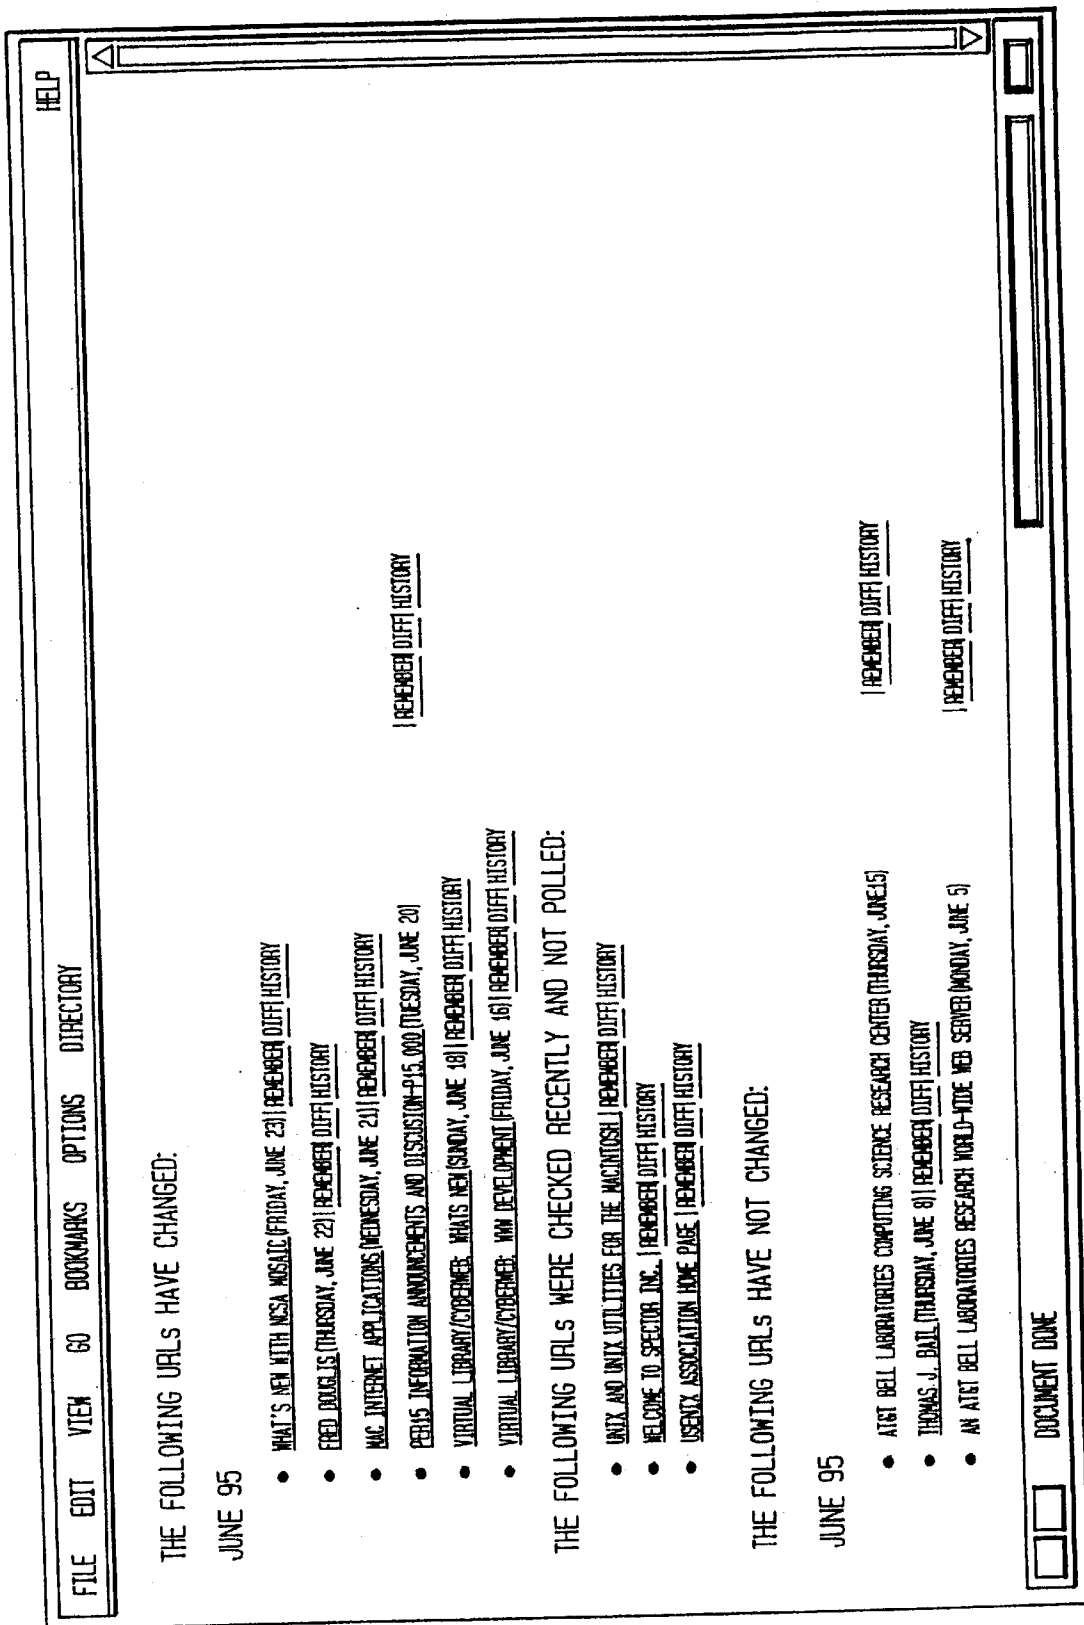 FILE EDIT VIEW GO BOOKMARKS OPTIONS DIRECTORY HELP
THE FOLLOWING URLs HAVE CHANGED:
JUNE 95
• WHAT'S NEW WITH NCSA MOSAIC (FRIDAY, JUNE 23) | REMEMBER | DIFF | HISTORY
• FRED DOUGLIS (THURSDAY, JUNE 22) | REMEMBER | DIFF | HISTORY
• MAC INTERNET APPLICATIONS (WEDNESDAY, JUNE 21) | REMEMBER | DIFF | HISTORY
• PER15 INFORMATION ANNOUNCEMENTS AND DISCUSION-P15.000 (TUESDAY, JUNE 20) | REMEMBER | DIFF | HISTORY
• VIRTUAL LIBRARY/CYBERWEB: WHATS NEW (SUNDAY, JUNE 18) | REMEMBER | DIFF | HISTORY
• VIRTUAL LIBRARY/CYBERWEB: WWW DEVELOPMENT (FRIDAY, JUNE 16) | REMEMBER | DIFF | HISTORY
THE FOLLOWING URLs WERE CHECKED RECENTLY AND NOT POLLED:
• UNIX AND UNIX UTILITIES FOR THE MACINTOSH | REMEMBER | DIFF | HISTORY
• WELCOME TO SPECTOR INC. | REMEMBER | DIFF | HISTORY
• USENIX ASSOCIATION HOME PAGE | REMEMBER | DIFF | HISTORY
THE FOLLOWING URLs HAVE NOT CHANGED:
JUNE 95
• AT&T BELL LABORATORIES COMPUTING SCIENCE RESEARCH CENTER (THURSDAY, JUNE15) | REMEMBER | DIFF | HISTORY
• THOMAS J. BAIL (THURSDAY, JUNE 8) | REMEMBER | DIFF | HISTORY
• AN AT&T BELL LABORATORIES RESEARCH WORLD-WIDE WEB SERVER (MONDAY, JUNE 5) | REMEMBER | DIFF | HISTORY
DOCUMENT DONE